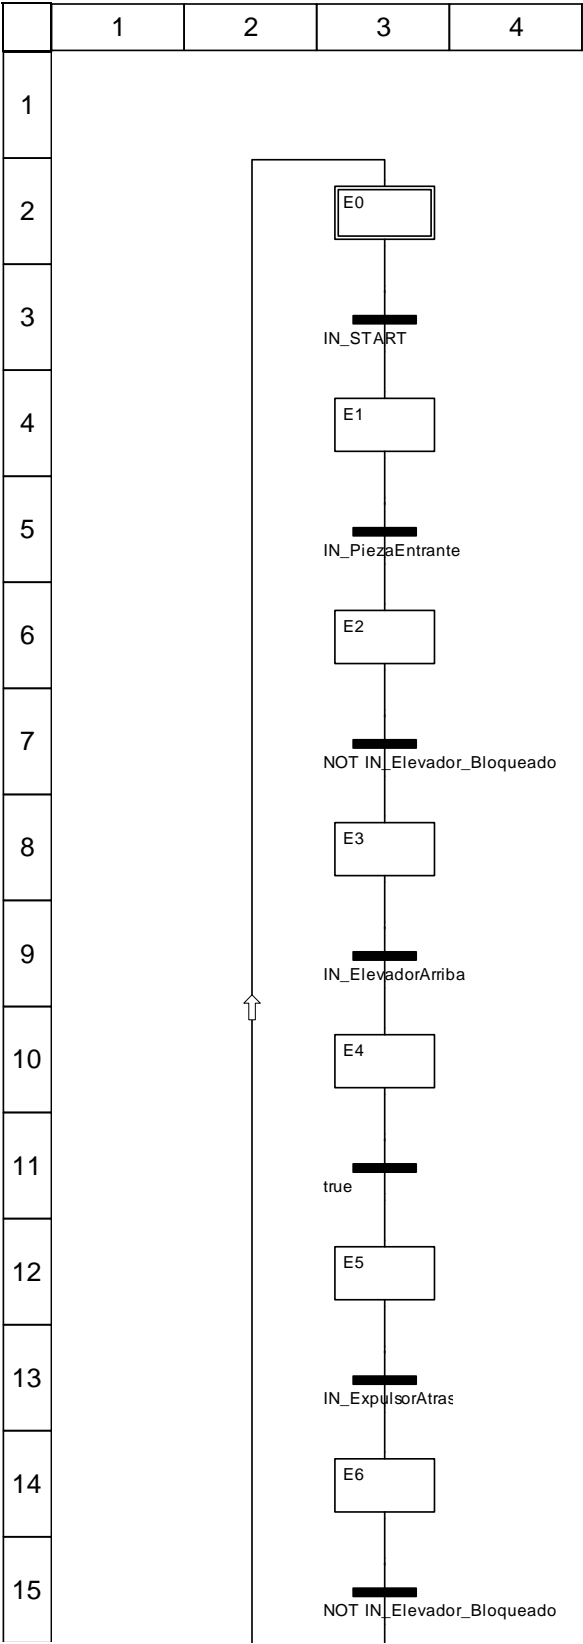 1 2 3 4
1
2
E0
3
IN_START
4
E1
5
IN_PiezaEntrante
6
E2
7
NOT IN_Elevador_Bloqueado
8
E3
9
IN_ElevadorArriba
10
E4
11
true
12
E5
13
IN_ExpulsorAtras
14
E6
15
NOT IN_Elevador_Bloqueado